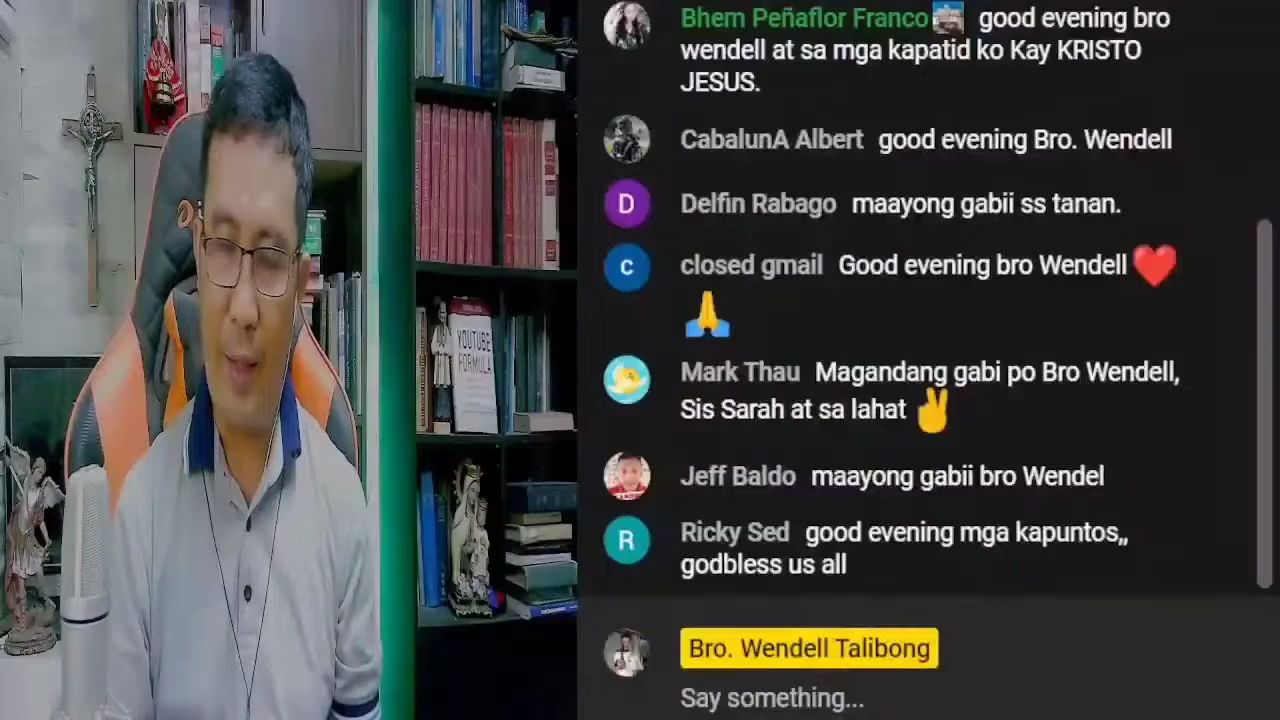 Bhem Peñaflor Franco good evening bro
wendell at sa mga kapatid ko Kay KRISTO
JESUS.
CabalunA Albert good evening Bro. Wendell
D Delfin Rabago maayong gabii ss tanan.
c closed gmail Good evening bro Wendell ❤️
🙏
Mark Thau Magandang gabi po Bro Wendell,
Sis Sarah at sa lahat ✌️
Jeff Baldo maayong gabii bro Wendel
R Ricky Sed good evening mga kapuntos,,
godbless us all
Bro. Wendell Talibong
Say something...
YOUTUBE
FORMULA